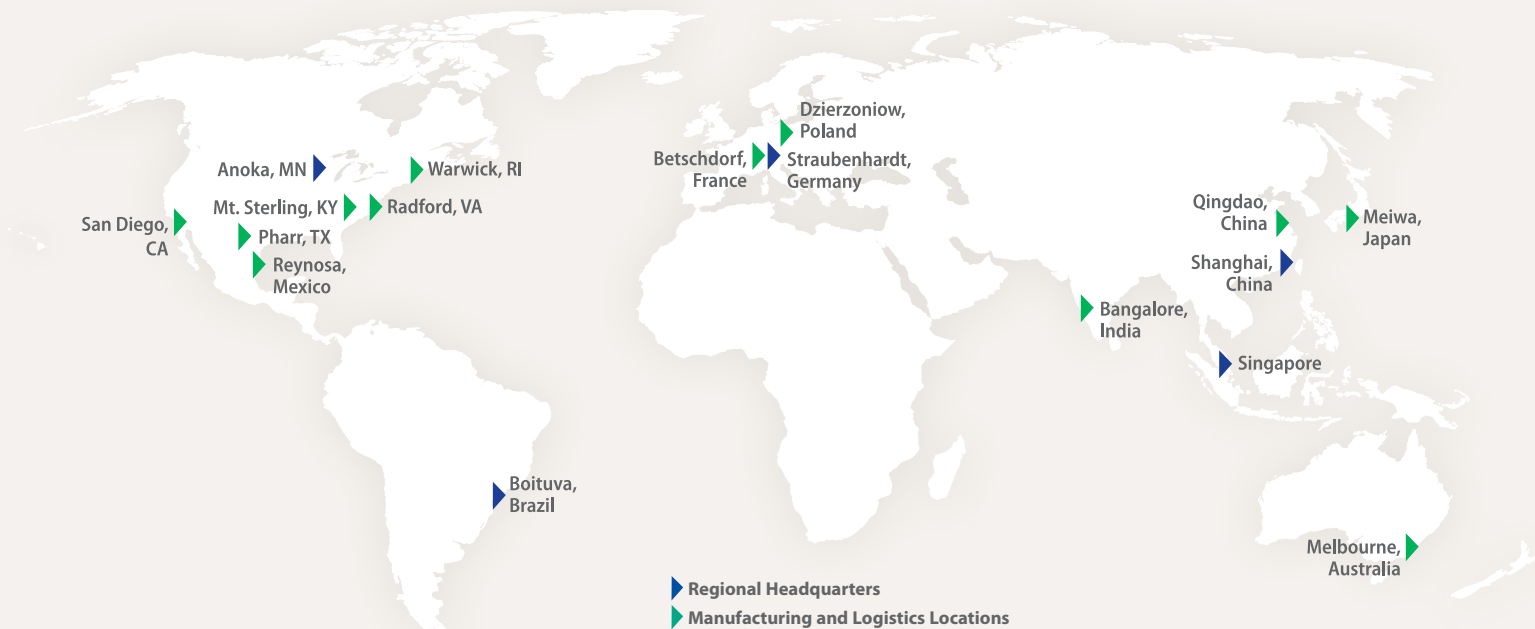 Anoka, MN
Warwick, RI
Mt. Sterling, KY
Radford, VA
San Diego,
CA
Pharr, TX
Reynosa,
Mexico
Boituva,
Brazil
Dzierzoniow,
Poland
Betschdorf,
France
Straubenhardt,
Germany
Qingdao,
China
Meiwa,
Japan
Shanghai,
China
Bangalore,
India
Singapore
Melbourne,
Australia
Regional Headquarters
Manufacturing and Logistics Locations